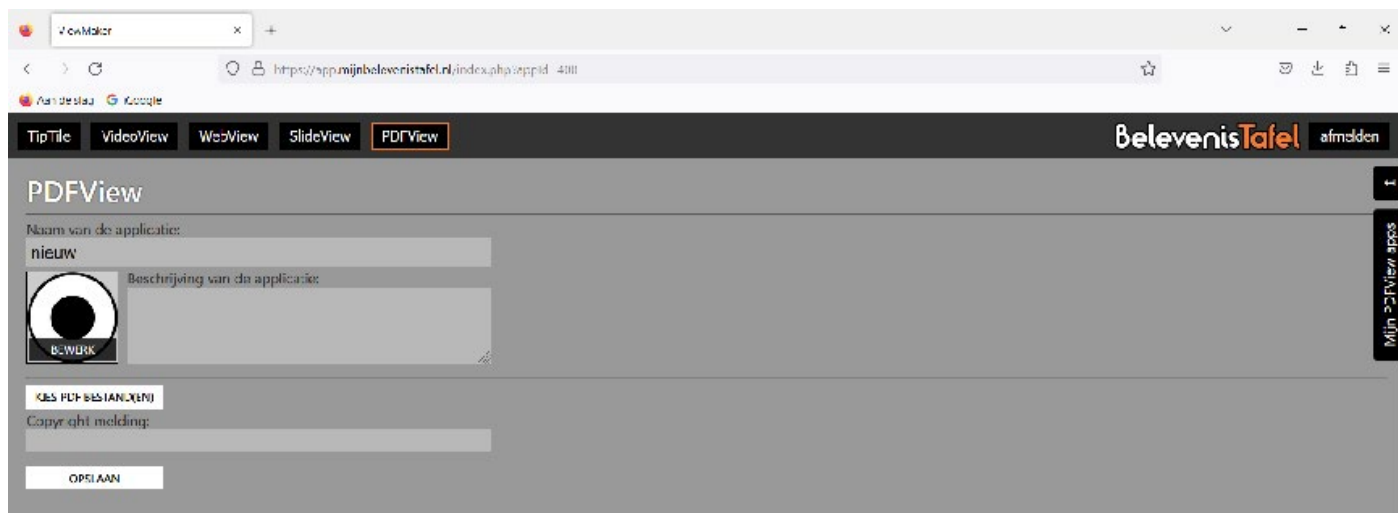 ViewMaker
https://app.mijnbelevenistafel.nl/index.php?appId=400
Aan de slag Google
TipTile VideoView WebView SlideView PDFView BelevenisTafel afmelden
PDFView
Naam van de applicatie:
nieuw
Beschrijving van de applicatie:
BEWERK
Mijn PDFView apps
KIES PDF BESTAND(EN)
Copyright melding:
OPSLAAN